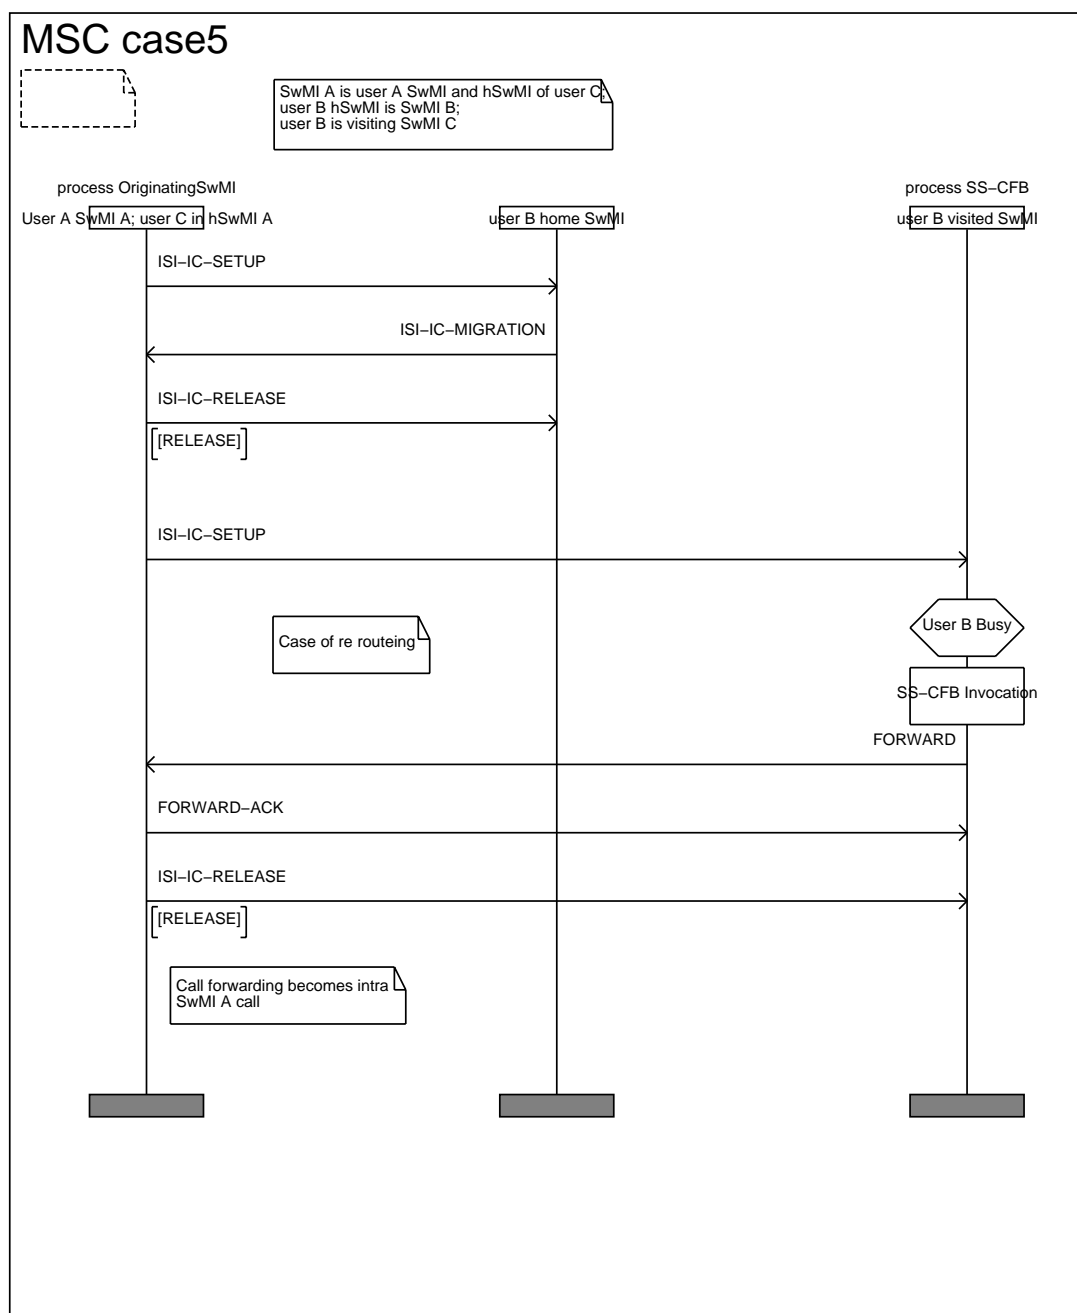 MSC case5
SwMI A is user A SwMI and hSwMI of user C;
user B hSwMI is SwMI B;
user B is visiting SwMI C
process OriginatingSwMI
process SS−CFB
User A SwMI A; user C in hSwMI A
user B home SwMI
user B visited SwMI
ISI−IC−SETUP
ISI−IC−MIGRATION
ISI−IC−RELEASE
[RELEASE]
ISI−IC−SETUP
User B Busy
Case of re routeing
SS−CFB Invocation
FORWARD
FORWARD−ACK
ISI−IC−RELEASE
[RELEASE]
Call forwarding becomes intra
SwMI A call